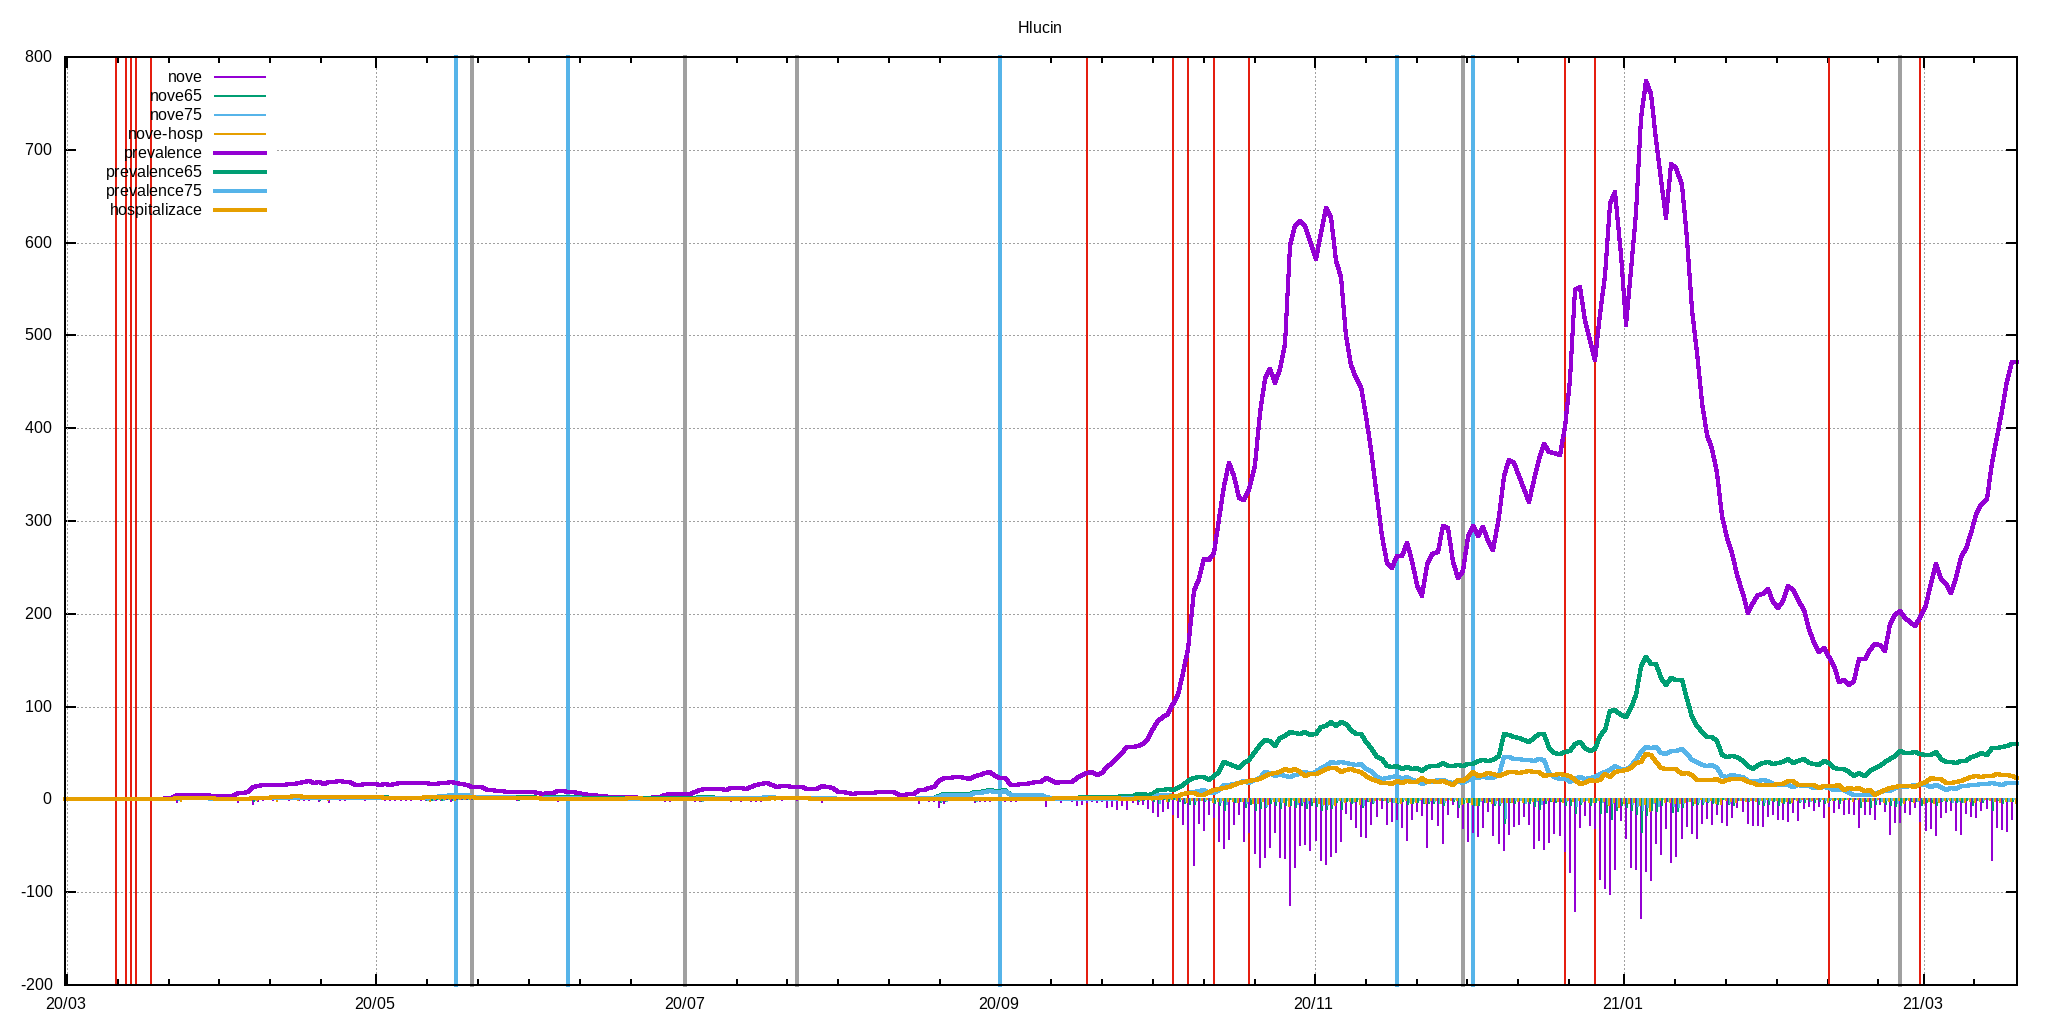 Hlucin
800
700
600
500
400
300
200
100
0
-100
-200
nove
nove65
nove75
nove-hosp
prevalence
prevalence65
prevalence75
hospitalizace
20/03 20/05 20/07 20/09 20/11 21/01 21/03